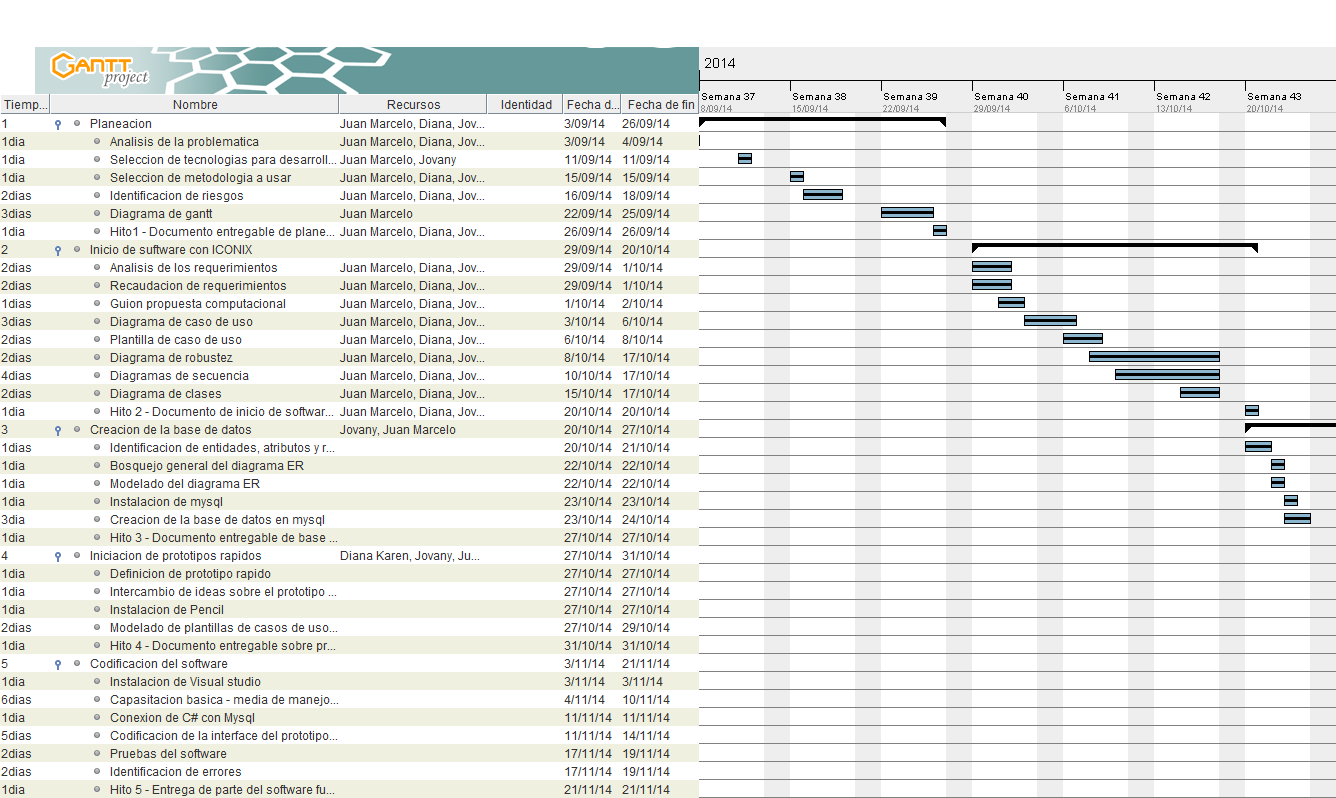 GANTT
project
2014
Semana 37 Semana 38 Semana 39 Semana 40 Semana 41 Semana 42 Semana 43
8/09/14 15/09/14 22/09/14 29/09/14 6/10/14 13/10/14 20/10/14
Tiemp... Nombre Recursos Identidad Fecha d... Fecha de fin
1 Planeacion Juan Marcelo, Diana, Jov... 3/09/14 26/09/14
1dia Analisis de la problematica Juan Marcelo, Diana, Jov... 3/09/14 4/09/14
1dia Seleccion de tecnologias para desarroll... Juan Marcelo, Jovany 11/09/14 11/09/14
1dia Seleccion de metodologia a usar Juan Marcelo, Diana, Jov... 15/09/14 15/09/14
2dias Identificacion de riesgos Juan Marcelo, Diana, Jov... 16/09/14 18/09/14
3dias Diagrama de gantt Juan Marcelo 22/09/14 25/09/14
1dia Hito1 - Documento entregable de plane... Juan Marcelo, Diana, Jov... 26/09/14 26/09/14
2 Inicio de software con ICONIX 29/09/14 20/10/14
2dias Analisis de los requerimientos Juan Marcelo, Diana, Jov... 29/09/14 1/10/14
2dias Recaudacion de requerimientos Juan Marcelo, Diana, Jov... 29/09/14 1/10/14
1dias Guion propuesta computacional Juan Marcelo, Diana, Jov... 1/10/14 2/10/14
3dias Diagrama de caso de uso Juan Marcelo, Diana, Jov... 3/10/14 6/10/14
2dias Plantilla de caso de uso Juan Marcelo, Diana, Jov... 6/10/14 8/10/14
2dias Diagrama de robustez Juan Marcelo, Diana, Jov... 8/10/14 17/10/14
4dias Diagramas de secuencia Juan Marcelo, Diana, Jov... 10/10/14 17/10/14
2dias Diagrama de clases Juan Marcelo, Diana, Jov... 15/10/14 17/10/14
1dia Hito 2 - Documento de inicio de softwar... Juan Marcelo, Diana, Jov... 20/10/14 20/10/14
3 Creacion de la base de datos Jovany, Juan Marcelo 20/10/14 27/10/14
1dias Identificacion de entidades, atributos y r... 20/10/14 21/10/14
1dia Bosquejo general del diagrama ER 22/10/14 22/10/14
1dia Modelado del diagrama ER 22/10/14 22/10/14
1dia Instalacion de mysql 23/10/14 23/10/14
3dia Creacion de la base de datos en mysql 23/10/14 24/10/14
1dia Hito 3 - Documento entregable de base ... 27/10/14 27/10/14
4 Iniciacion de prototipos rapidos Diana Karen, Jovany, Ju... 27/10/14 31/10/14
1dia Definicion de prototipo rapido 27/10/14 27/10/14
1dia Intercambio de ideas sobre el prototipo ... 27/10/14 27/10/14
1dia Instalacion de Pencil 27/10/14 27/10/14
2dias Modelado de plantillas de casos de uso... 27/10/14 29/10/14
1dia Hito 4 - Documento entregable sobre pr... 31/10/14 31/10/14
5 Codificacion del software 3/11/14 21/11/14
1dia Instalacion de Visual studio 3/11/14 3/11/14
6dias Capasitacion basica - media de manejo... 4/11/14 10/11/14
1dia Conexion de C# con Mysql 11/11/14 11/11/14
5dias Codificacion de la interface del prototipo... 11/11/14 14/11/14
2dias Pruebas del software 17/11/14 19/11/14
2dias Identificacion de errores 17/11/14 19/11/14
1dia Hito 5 - Entrega de parte del software fu... 21/11/14 21/11/14